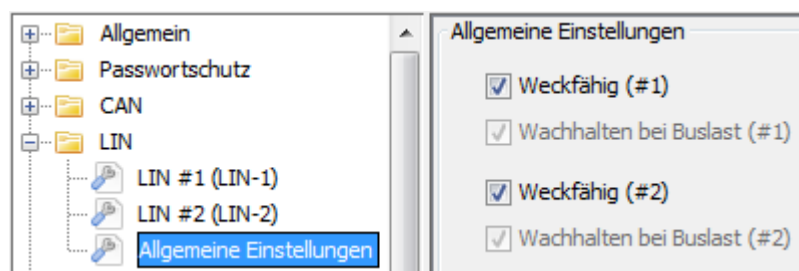 Allgemein
Passwortschutz
CAN
LIN
LIN #1 (LIN-1)
LIN #2 (LIN-2)
Allgemeine Einstellungen
Allgemeine Einstellungen
Weckfähig (#1)
Wachhalten bei Buslast (#1)
Weckfähig (#2)
Wachhalten bei Buslast (#2)